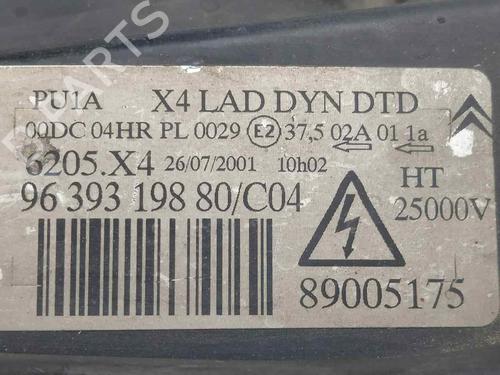 PU1A X4 LAD DYN DTD
00DC 04HR PL 0029 E2 37,5 02A 01 1a
6205.X4 26/07/2001 10h02
96 393 198 80/C04
HT
25000V
89005175